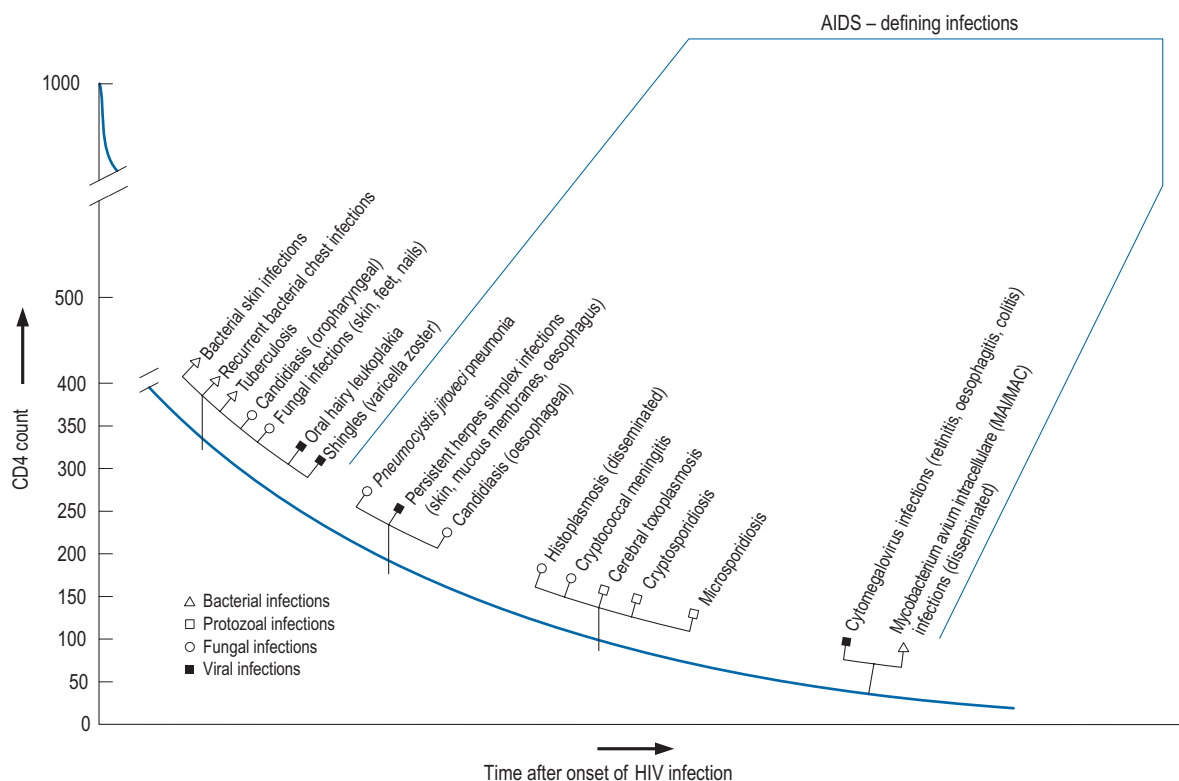 AIDS – defining infections
1000
500
400
350
300
250
200
150
100
50
0
CD4 count
Bacterial skin infections
Recurrent bacterial chest infections
Tuberculosis
Candidiasis (oropharyngeal)
Fungal infections (skin, feet, nails)
Oral hairy leukoplakia
Shingles (varicella zoster)
Pneumocystis jiroveci pneumonia
Persistent herpes simplex infections
(skin, mucous membranes, oesophagus)
Candidiasis (oesophageal)
Histoplasmosis (disseminated)
Cryptococcal meningitis
Cerebral toxoplasmosis
Cryptosporidiosis
Microsporidiosis
Cytomegalovirus infections (retinitis, oesophagitis, colitis)
Mycobacterium avium intracellulare (MAI/MAC)
infections (disseminated)
Bacterial infections
Protozoal infections
Fungal infections
Viral infections
Time after onset of HIV infection